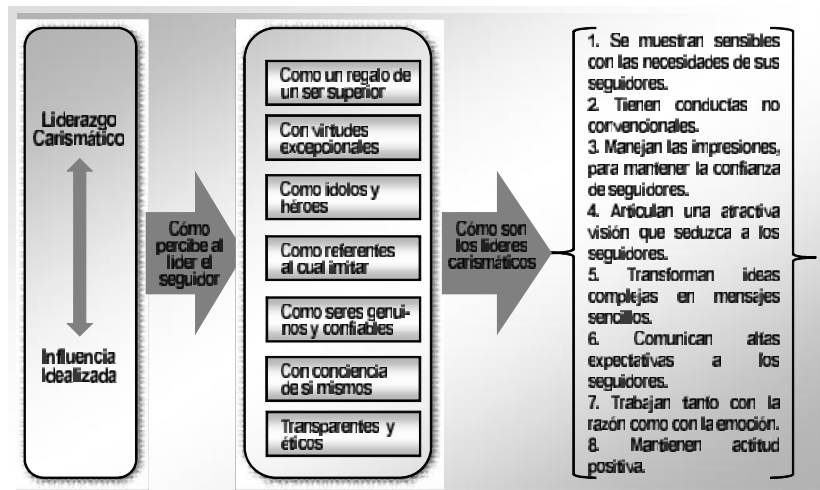 Liderazgo
Carismático
Influencia
Idealizada
Cómo
percibe al
líder el
seguidor
Como un regalo de
un ser superior
Con virtudes
excepcionales
Como ídolos y
héroes
Como referentes
al cual imitar
Como seres genui-
nos y confiables
Con conciencia
de si mismos
Transparentes y
éticos
Cómo son
los líderes
carismáticos
1. Se muestran sensibles
con las necesidades de sus
seguidores.
2. Tienen conductas no
convencionales.
3. Manejan las impresiones,
para mantener la confianza
de seguidores.
4. Articulan una atractiva
visión que seduzca a los
seguidores.
5. Transforman ideas
complejas en mensajes
sencillos.
6. Comunican altas
expectativas a los
seguidores.
7. Trabajan tanto con la
razón como con la emoción.
8. Mantienen actitud
positiva.